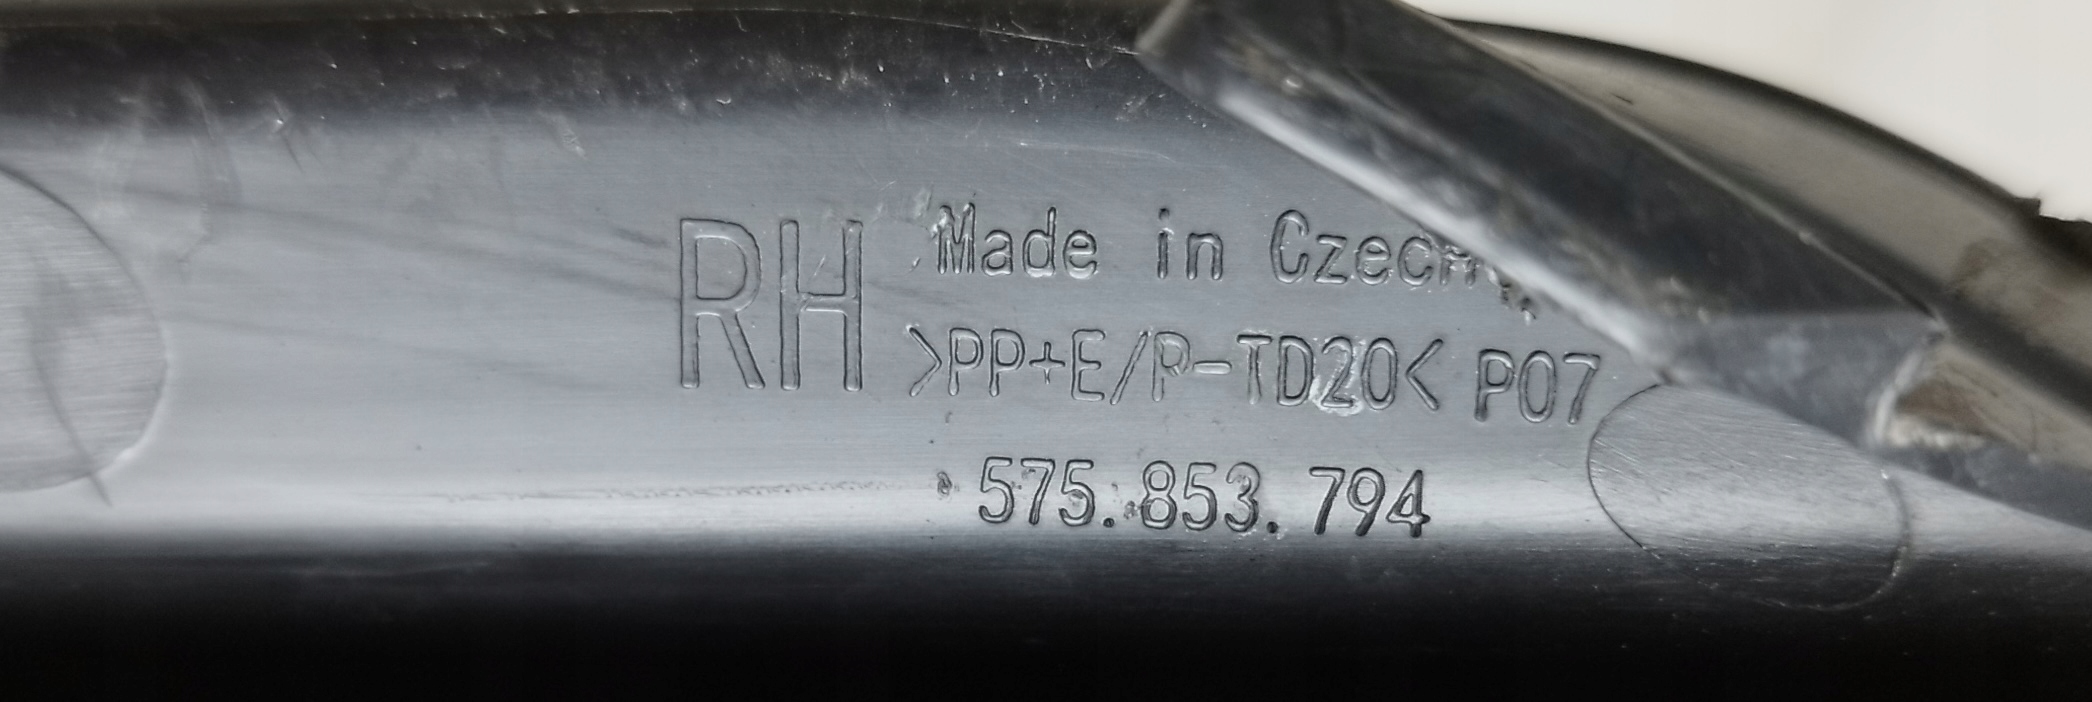 RH
Made in Czech
>PP+E/P-TD20< P07
575.853.794